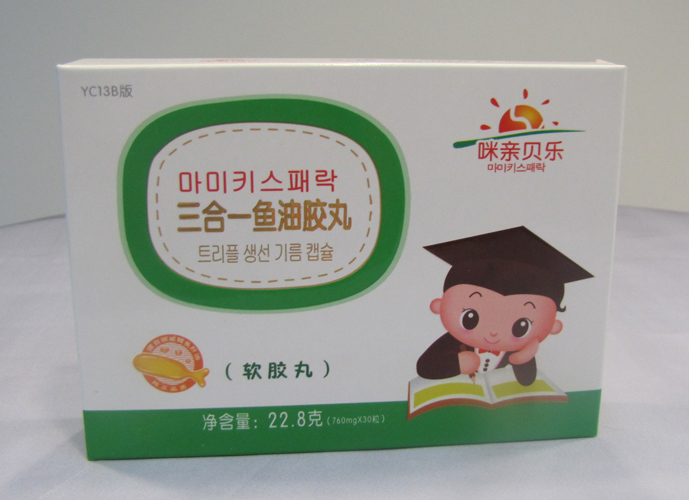 YC13B版
마미키스패락
三合一鱼油胶丸
트리플 생선 기름 캡슐
咪亲贝乐
마미키스패락
(软胶丸)
净含量: 22.8克(760mgX30粒)